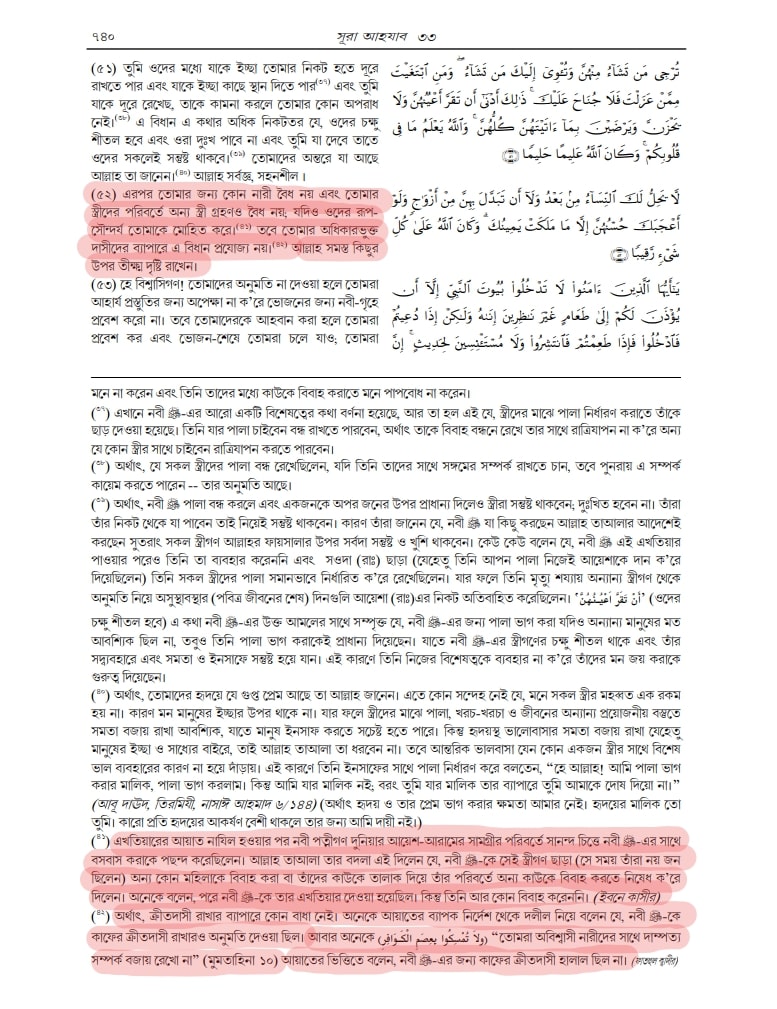 ৭৪০ সূরা আহযাব ৩৩
(৫১) তুমি ওদের মধ্যে যাকে ইচ্ছা তোমার নিকট হতে দূরে
রাখতে পার এবং যাকে ইচ্ছা কাছে স্থান দিতে পার(৩৭) এবং তুমি
যাকে দূরে রেখেছ, তাকে কামনা করলে তোমার কোন অপরাধ
নেই।(৩৮) এ বিধান এ কথার অধিক নিকটতর যে, ওদের চক্ষু
শীতল হবে এবং ওরা দুঃখ পাবে না এবং তুমি যা দেবে তাতে
ওদের সকলেই সন্তুষ্ট থাকবে।(৩৯) তোমাদের অন্তরে যা আছে
আল্লাহ তা জানেন।(৪০) আল্লাহ সর্বজ্ঞ, সহনশীল।
تُرْجِي مَن تَشَآءُ مِنْهُنَّ وَتُـْٔوِىٓ إِلَيْكَ مَن تَشَآءُ ۖ وَمَنِ ٱبْتَغَيْتَ
مِمَّنْ عَزَلْتَ فَلَا جُنَاحَ عَلَيْكَ ۚ ذَٰلِكَ أَدْنَىٰٓ أَن تَقَرَّ أَعْيُنُهُنَّ وَلَا
يَحْزَنَّ وَيَرْضَيْنَ بِمَآ ءَاتَيْتَهُنَّ كُلُّهُنَّ ۚ وَٱللَّهُ يَعْلَمُ مَا فِى
قُلُوبِكُمْ ۚ وَكَانَ ٱللَّهُ عَلِيمًا حَلِيمًا ۝
(৫২) এরপর তোমার জন্য কোন নারী বৈধ নয় এবং তোমার
স্ত্রীদের পরিবর্তে অন্য স্ত্রী গ্রহণও বৈধ নয়; যদিও ওদের রূপ-
সৌন্দর্য তোমাকে মোহিত করে।(৪১) তবে তোমার অধিকারভুক্ত
দাসীদের ব্যাপারে এ বিধান প্রযোজ্য নয়।(৪২) আল্লাহ সমস্ত কিছুর
উপর তীক্ষ্ণ দৃষ্টি রাখেন।
لَّا يَحِلُّ لَكَ ٱلنِّسَآءُ مِنۢ بَعْدُ وَلَآ أَن تَبَدَّلَ بِهِنَّ مِنْ أَزْوَٰجٍ وَلَوْ
أَعْجَبَكَ حُسْنُهُنَّ إِلَّا مَا مَلَكَتْ يَمِينُكَ ۗ وَكَانَ ٱللَّهُ عَلَىٰ كُلِّ
شَىْءٍ رَّقِيبًا ۝
(৫৩) হে বিশ্বাসিগণ! তোমাদের অনুমতি না দেওয়া হলে তোমরা
আহার্য প্রস্তুতির জন্য অপেক্ষা না ক'রে ভোজনের জন্য নবী-গৃহে
প্রবেশ করো না। তবে তোমাদেরকে আহবান করা হলে তোমরা
প্রবেশ কর এবং ভোজন-শেষে তোমরা চলে যাও; তোমরা
يَٰٓأَيُّهَا ٱلَّذِينَ ءَامَنُوا۟ لَا تَدْخُلُوا۟ بُيُوتَ ٱلنَّبِىِّ إِلَّآ أَن
يُؤْذَنَ لَكُمْ إِلَىٰ طَعَامٍ غَيْرَ نَٰظِرِينَ إِنَىٰهُ وَلَٰكِنْ إِذَا دُعِيتُمْ
فَٱدْخُلُوا۟ فَإِذَا طَعِمْتُمْ فَٱنتَشِرُوا۟ وَلَا مُسْتَـْٔنِسِينَ لِحَدِيثٍ ۚ إِنَّ
মনে না করেন এবং তিনি তাদের মধ্যে কাউকে বিবাহ করাতে মনে পাপবোধ না করেন।
(৩৭) এখানে নবী ﷺ-এর আরো একটি বিশেষত্বের কথা বর্ণনা হয়েছে, আর তা হল এই যে, স্ত্রীদের মাঝে পালা নির্ধারণ করাতে তাঁকে
ছাড় দেওয়া হয়েছে। তিনি যার পালা চাইবেন বন্ধ রাখতে পারবেন, অর্থাৎ তাকে বিবাহ বন্ধনে রেখে তার সাথে রাত্রিযাপন না ক'রে অন্য
যে কোন স্ত্রীর সাথে চাইবেন রাত্রিযাপন করতে পারবেন।
(৩৮) অর্থাৎ, যে সকল স্ত্রীদের পালা বন্ধ রেখেছিলেন, যদি তিনি তাদের সাথে সঙ্গমের সম্পর্ক রাখতে চান, তবে পুনরায় এ সম্পর্ক
কায়েম করতে পারেন -- তার অনুমতি আছে।
(৩৯) অর্থাৎ, নবী ﷺ পালা বন্ধ করলে এবং একজনকে অপর জনের উপর প্রাধান্য দিলেও স্ত্রীরা সন্তুষ্ট থাকবেন; দুঃখিত হবেন না। তাঁরা
তাঁর নিকট থেকে যা পাবেন তাই নিয়েই সন্তুষ্ট থাকবেন। কারণ তাঁরা জানেন যে, নবী ﷺ যা কিছু করছেন আল্লাহ তাআলার আদেশেই
করছেন সুতরাং সকল স্ত্রীগণ আল্লাহর ফায়সালার উপর সর্বদা সন্তুষ্ট ও খুশি থাকবেন। কেউ কেউ বলেন যে, নবী ﷺ এই এখতিয়ার
পাওয়ার পরেও তিনি তা ব্যবহার করেননি এবং সওদা (রাঃ) ছাড়া (যেহেতু তিনি আপন পালা নিজেই আয়েশাকে দান ক'রে
দিয়েছিলেন) তিনি সকল স্ত্রীদের পালা সমানভাবে নির্ধারিত ক'রে রেখেছিলেন। যার ফলে তিনি মৃত্যু শয্যায় অন্যান্য স্ত্রীগণ থেকে
অনুমতি নিয়ে অসুস্থাবস্থার (পবিত্র জীবনের শেষ) দিনগুলি আয়েশা (রাঃ)এর নিকট অতিবাহিত করেছিলেন। 'أَنْ تَقَرَّ أَعْيُنُهُنَّ' (ওদের
চক্ষু শীতল হবে) এ কথা নবী ﷺ-এর উক্ত আমলের সাথে সম্পৃক্ত যে, নবী ﷺ-এর জন্য পালা ভাগ করা যদিও অন্যান্য মানুষের মত
আবশ্যিক ছিল না, তবুও তিনি পালা ভাগ করাকেই প্রাধান্য দিয়েছেন। যাতে নবী ﷺ-এর স্ত্রীগণের চক্ষু শীতল থাকে এবং তাঁর
সদ্ব্যবহারে এবং সমতা ও ইনসাফে সন্তুষ্ট হয়ে যান। এই কারণে তিনি নিজের বিশেষত্বকে ব্যবহার না ক'রে তাঁদের মন জয় করাকে
গুরুত্ব দিয়েছেন।
(৪০) অর্থাৎ, তোমাদের হৃদয়ে যে গুপ্ত প্রেম আছে তা আল্লাহ জানেন। এতে কোন সন্দেহ নেই যে, মনে সকল স্ত্রীর মহব্বত এক রকম
হয় না। কারণ মন মানুষের ইচ্ছার উপর থাকে না। যার ফলে স্ত্রীদের মাঝে পালা, খরচ-খরচা ও জীবনের অন্যান্য প্রয়োজনীয় বস্তুতে
সমতা বজায় রাখা আবশ্যিক, যাতে মানুষ ইনসাফ করতে সচেষ্ট হতে পারে। কিন্তু হৃদয়স্থ ভালোবাসার সমতা বজায় রাখা যেহেতু
মানুষের ইচ্ছা ও সাধ্যের বাইরে, তাই আল্লাহ তাআলা তা ধরবেন না। তবে আন্তরিক ভালবাসা যেন কোন একজন স্ত্রীর সাথে বিশেষ
ভাল ব্যবহারের কারণ না হয়ে দাঁড়ায়। এই কারণে তিনি ইনসাফের সাথে পালা নির্ধারণ করে বলতেন, “হে আল্লাহ! আমি পালা ভাগ
করার মালিক, পালা ভাগ করলাম। কিন্তু আমি যার মালিক নই; বরং তুমি যার মালিক তার ব্যাপারে তুমি আমাকে দোষ দিয়ো না।”
(আবূ দাউদ, তিরমিযী, নাসাঈ আহমাদ ৬/১৪৪) (অর্থাৎ হৃদয় ও তার প্রেম ভাগ করার ক্ষমতা আমার নেই। হৃদয়ের মালিক তো
তুমি। কারো প্রতি হৃদয়ের আকর্ষণ বেশী থাকলে তার জন্য আমি দায়ী নই।)
(৪১) এখতিয়ারের আয়াত নাযিল হওয়ার পর নবী পত্নীগণ দুনিয়ার আয়েশ-আরামের সামগ্রীর পরিবর্তে সানন্দ চিত্তে নবী ﷺ-এর সাথে
বসবাস করাকে পছন্দ করেছিলেন। আল্লাহ তাআলা তার বদলা এই দিলেন যে, নবী ﷺ-কে সেই স্ত্রীগণ ছাড়া (সে সময় তাঁরা নয় জন
ছিলেন) অন্য কোন মহিলাকে বিবাহ করা বা তাঁদের কাউকে তালাক দিয়ে তাঁর পরিবর্তে অন্য কাউকে বিবাহ করতে নিষেধ ক'রে
দিলেন। অনেকে বলেন, পরে নবী ﷺ-কে তার এখতিয়ার দেওয়া হয়েছিল। কিন্তু তিনি আর কোন বিবাহ করেননি। (ইবনে কাসীর)
(৪২) অর্থাৎ, ক্রীতদাসী রাখার ব্যাপারে কোন বাধা নেই। অনেকে আয়াতের ব্যাপক নির্দেশ থেকে দলীল নিয়ে বলেন যে, নবী ﷺ-কে
কাফের ক্রীতদাসী রাখারও অনুমতি দেওয়া ছিল। আবার অনেকে (وَلَا تُمْسِكُوا بِعِصَمِ الْكَوَافِرِ) “তোমরা অবিশ্বাসী নারীদের সাথে দাম্পত্য
সম্পর্ক বজায় রেখো না” (মুমতাহিনা ১০) আয়াতের ভিত্তিতে বলেন, নবী ﷺ-এর জন্য কাফের ক্রীতদাসী হালাল ছিল না। (ফাতহুল ক্বাদীর)